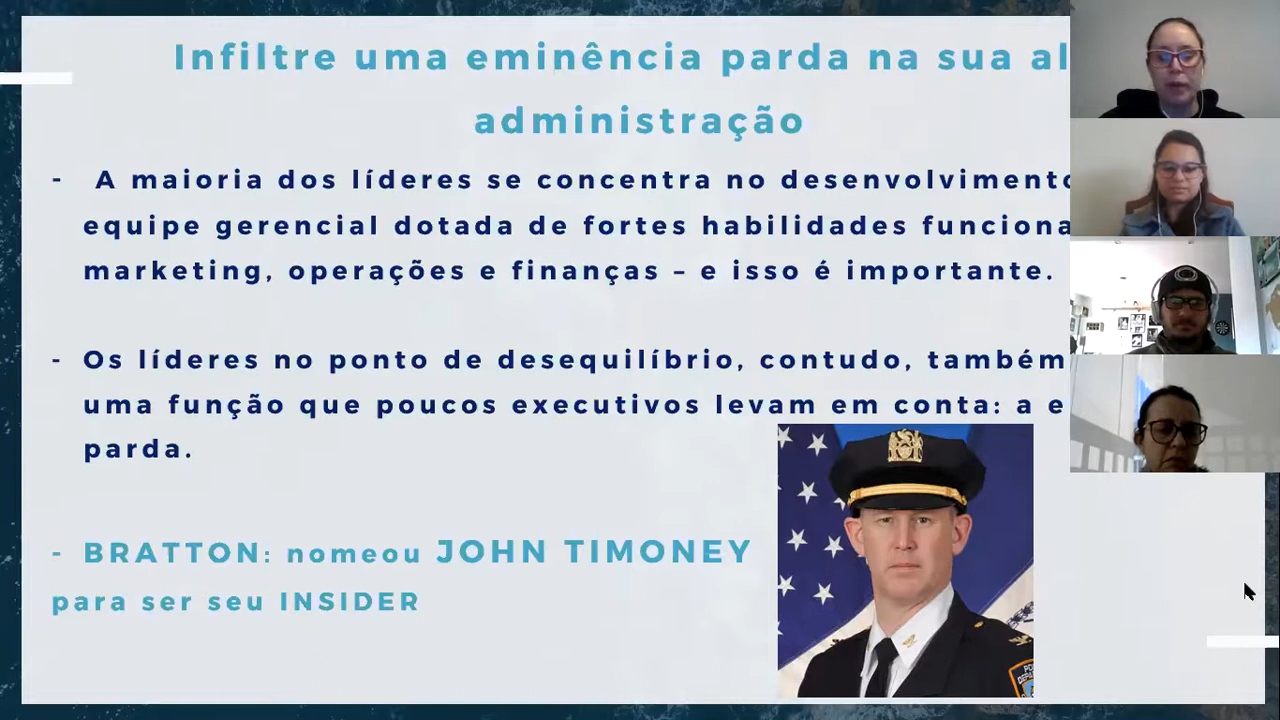 Infiltre uma eminência parda na sua al
administração
- A maioria dos líderes se concentra no desenvolvimento
equipe gerencial dotada de fortes habilidades funciona
marketing, operações e finanças – e isso é importante.
- Os líderes no ponto de desequilíbrio, contudo, também
uma função que poucos executivos levam em conta: a e
parda.
- BRATTON: nomeou JOHN TIMONEY
para ser seu INSIDER